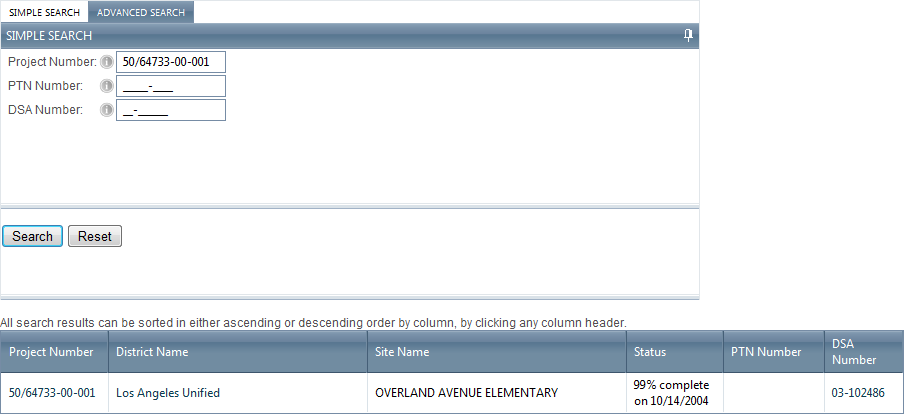 SIMPLE SEARCH ADVANCED SEARCH
SIMPLE SEARCH
Project Number: 50/64733-00-001
PTN Number: _____-____
DSA Number: __-______
Search Reset
All search results can be sorted in either ascending or descending order by column, by clicking any column header.
Project Number District Name Site Name Status PTN Number DSA Number
50/64733-00-001 Los Angeles Unified OVERLAND AVENUE ELEMENTARY 99% complete on 10/14/2004 03-102486